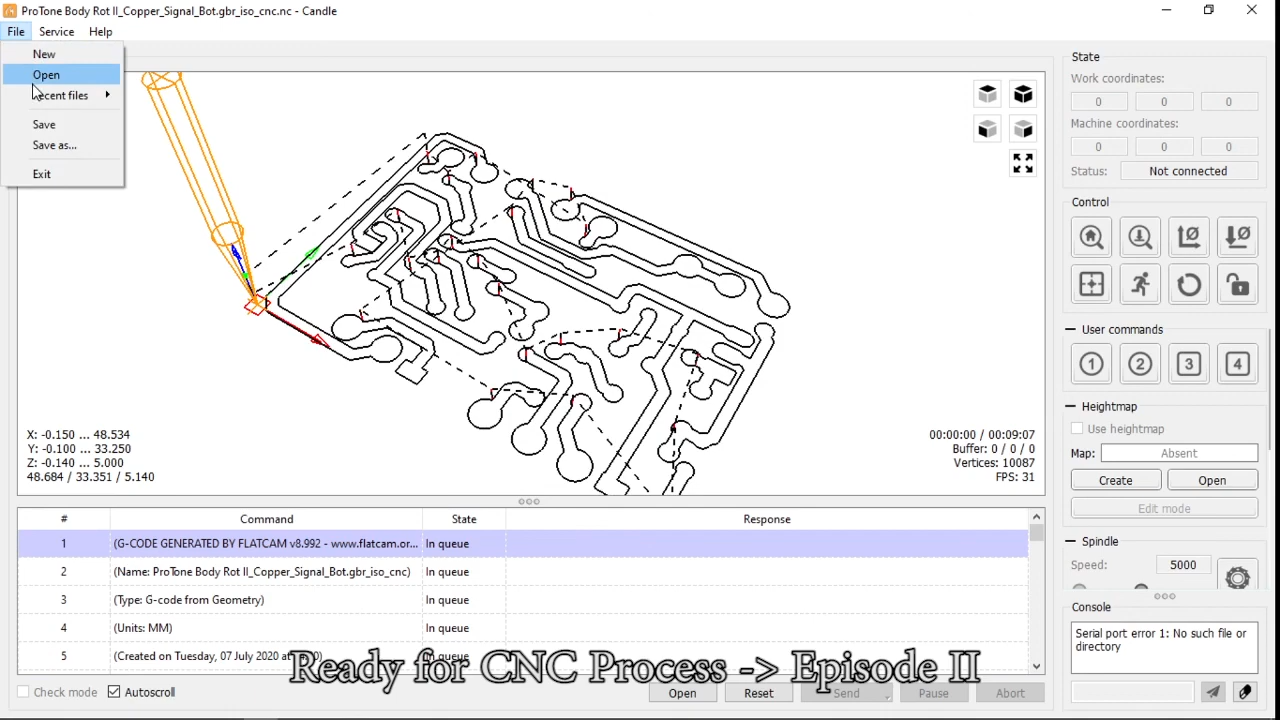 ProTone Body Rot II_Copper_Signal_Bot.gbr_iso_cnc.nc - Candle
File Service Help
New
Open
Recent files
Save
Save as...
Exit
State
Work coordinates:
0 0 0
Machine coordinates:
0 0 0
Status: Not connected
Control
User commands
1 2 3 4
Heightmap
Use heightmap
Map: Absent
Create Open
Edit mode
Spindle
Speed: 5000
Console
Serial port error 1: No such file or
directory
X: -0.150 ... 48.534
Y: -0.100 ... 33.250
Z: -0.140 ... 5.000
48.684 / 33.351 / 5.140
00:00:00 / 00:09:07
Buffer: 0 / 0 / 0
Vertices: 10087
FPS: 31
# Command State Response
1 (G-CODE GENERATED BY FLATCAM v8.992 - www.flatcam.or... In queue
2 (Name: ProTone Body Rot II_Copper_Signal_Bot.gbr_iso_cnc) In queue
3 (Type: G-code from Geometry) In queue
4 (Units: MM) In queue
5 (Created on Tuesday, 07 July 2020 at In queue
Ready for CNC Process -> Episode II
Check mode Autoscroll Open Reset Send Pause Abort